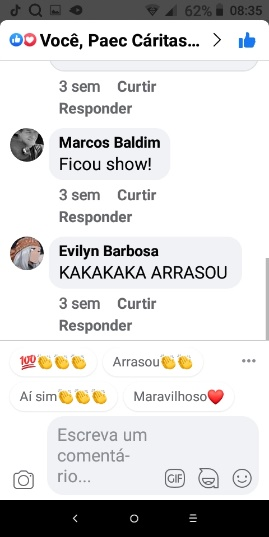 62% 08:35
Você, Paec Cáritas...
3 sem Curtir
Responder
Marcos Baldim
Ficou show!
3 sem Curtir
Responder
Evilyn Barbosa
KAKAKAKA ARRASOU
3 sem Curtir
Responder
💯👏👏👏 Arrasou👏👏
Aí sim👏👏👏 Maravilhoso❤️
Escreva um
comentá-
rio...
GIF